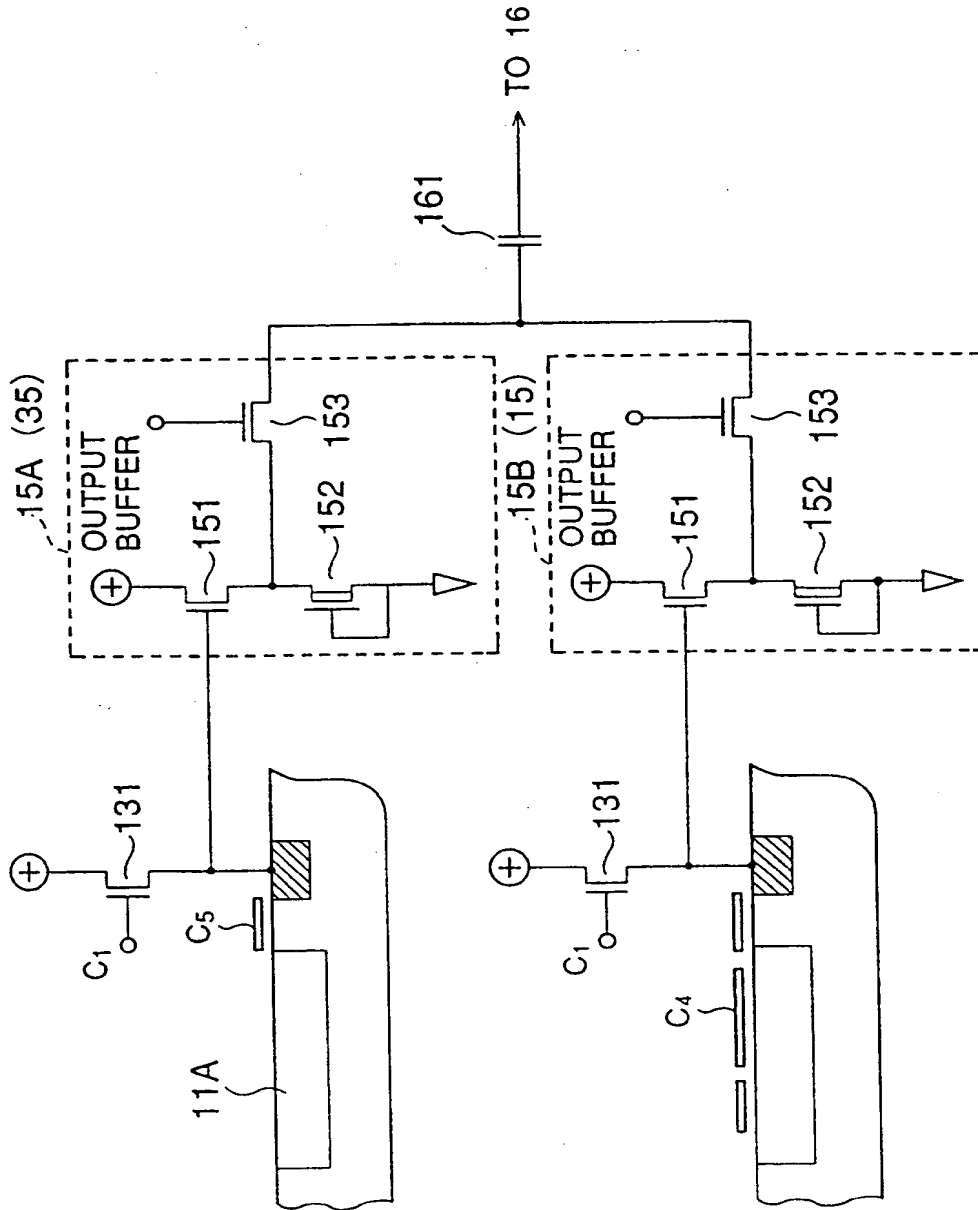 15A (35)
OUTPUT
BUFFER
151
152
153
C1
131
C5
11A
161
TO 16
15B (15)
OUTPUT
BUFFER
151
152
153
C1
131
C4